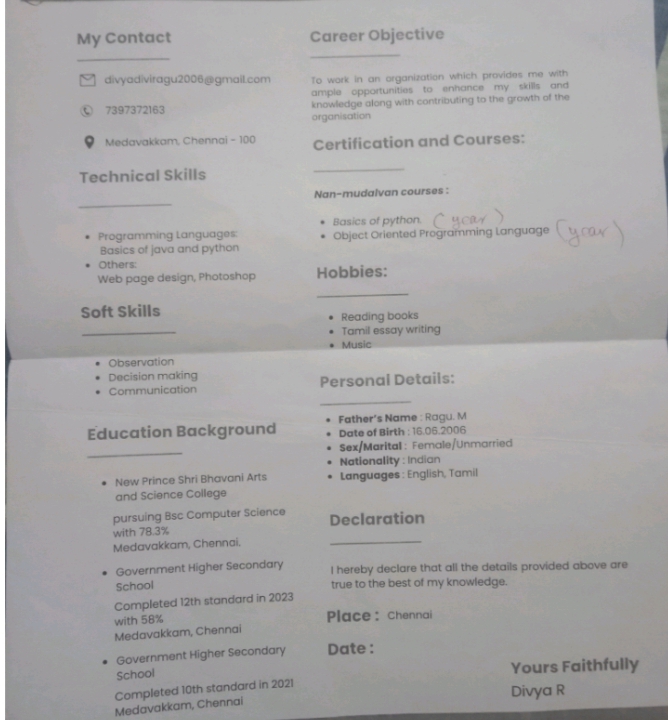 My Contact
divyadiviragu2006@gmail.com
7397372163
Medavakkam, Chennai - 100
Technical Skills
• Programming Languages:
Basics of java and python
• Others:
Web page design, Photoshop
Soft Skills
• Observation
• Decision making
• Communication
Education Background
• New Prince Shri Bhavani Arts
and Science College
pursuing Bsc Computer Science
with 78.3%
Medavakkam, Chennai.
• Government Higher Secondary
School
Completed 12th standard in 2023
with 58%
Medavakkam, Chennai
• Government Higher Secondary
School
Completed 10th standard in 2021
Medavakkam, Chennai
Career Objective
To work in an organization which provides me with
ample opportunities to enhance my skills and
knowledge along with contributing to the growth of the
organisation
Certification and Courses:
Nan-mudalvan courses :
• Basics of python (year)
• Object Oriented Programming Language (year)
Hobbies:
• Reading books
• Tamil essay writing
• Music
Personal Details:
• Father's Name : Ragu. M
• Date of Birth : 16.06.2006
• Sex/Marital : Female/Unmarried
• Nationality : Indian
• Languages : English, Tamil
Declaration
I hereby declare that all the details provided above are
true to the best of my knowledge.
Place : Chennai
Date :
Yours Faithfully
Divya R